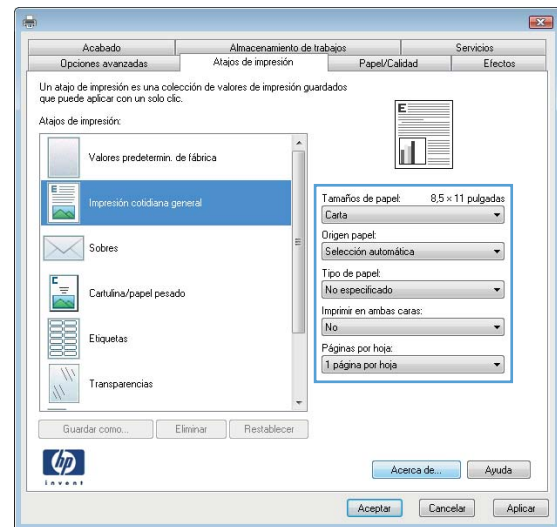 Acabado
Almacenamiento de trabajos
Servicios
Opciones avanzadas
Atajos de impresión
Papel/Calidad
Efectos
Un atajo de impresión es una colección de valores de impresión guardados
que puede aplicar con un solo clic.
Atajos de impresión:
Valores predetermin. de fábrica
Impresión cotidiana general
Sobres
Cartulina/papel pesado
Etiquetas
Transparencias
Guardar como...
Eliminar
Restablecer
E
Tamaños de papel: 8,5 × 11 pulgadas
Carta
Origen papel:
Selección automática
Tipo de papel:
No especificado
Imprimir en ambas caras:
No
Páginas por hoja:
1 página por hoja
hp
invent
Acerca de...
Ayuda
Aceptar
Cancelar
Aplicar